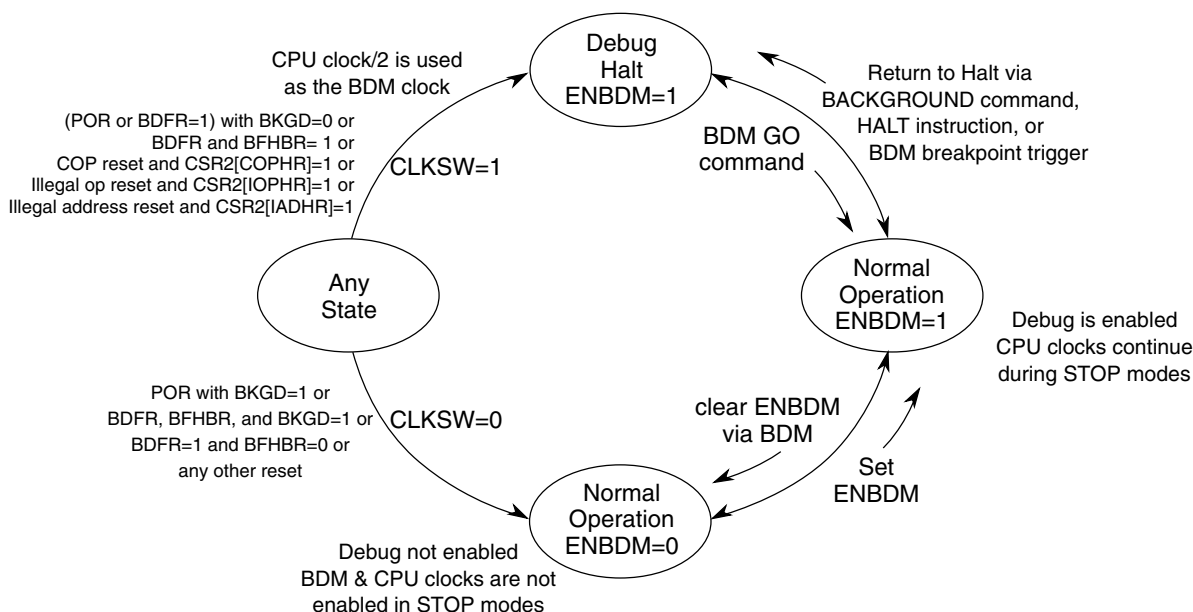 Debug
Halt
ENBDM=1
CPU clock/2 is used
as the BDM clock
(POR or BDFR=1) with BKGD=0 or
BDFR and BFHBR= 1 or
COP reset and CSR2[COPHR]=1 or
Illegal op reset and CSR2[IOPHR]=1 or
Illegal address reset and CSR2[IADHR]=1
CLKSW=1
BDM GO
command
Return to Halt via
BACKGROUND command,
HALT instruction, or
BDM breakpoint trigger
Any
State
Normal
Operation
ENBDM=1
Debug is enabled
CPU clocks continue
during STOP modes
POR with BKGD=1 or
BDFR, BFHBR, and BKGD=1 or
BDFR=1 and BFHBR=0 or
any other reset
CLKSW=0
clear ENBDM
via BDM
Set
ENBDM
Normal
Operation
ENBDM=0
Debug not enabled
BDM & CPU clocks are not
enabled in STOP modes